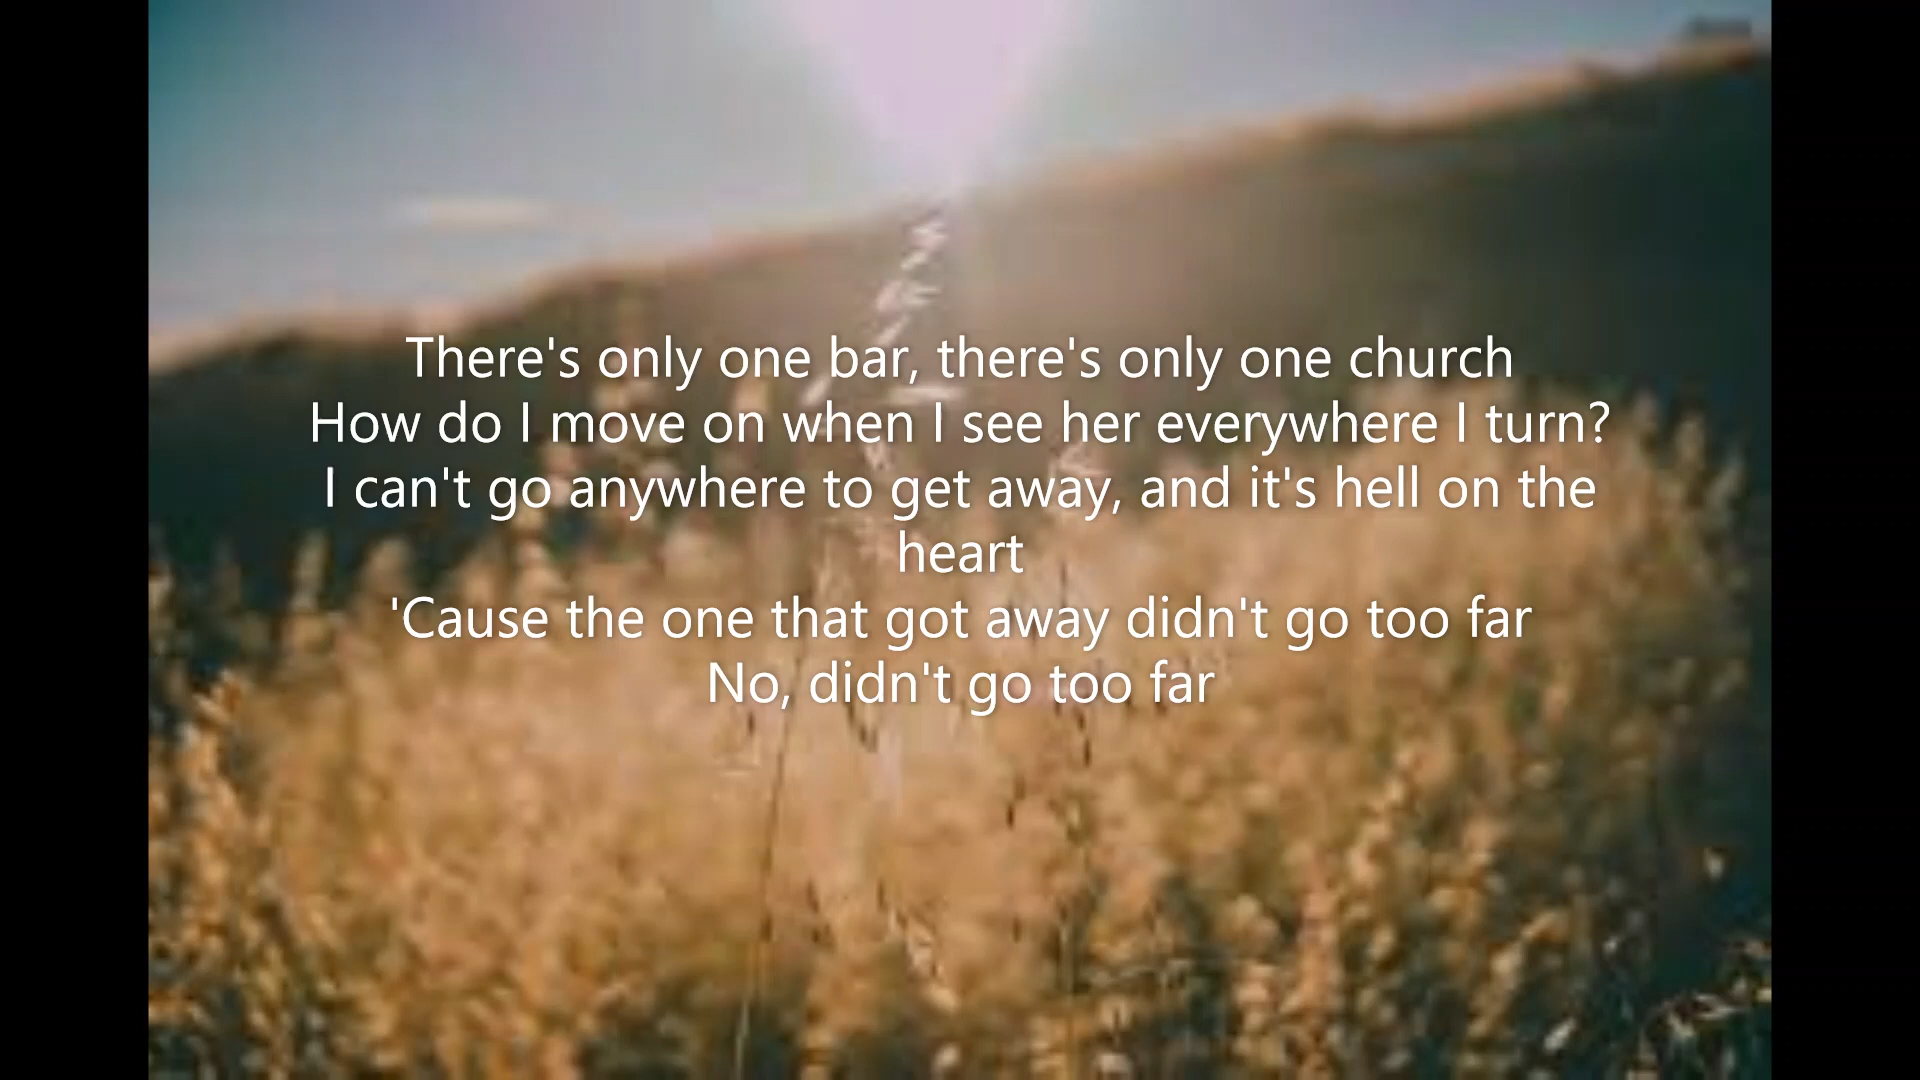 There's only one bar, there's only one church
How do I move on when I see her everywhere I turn?
I can't go anywhere to get away, and it's hell on the
heart
'Cause the one that got away didn't go too far
No, didn't go too far